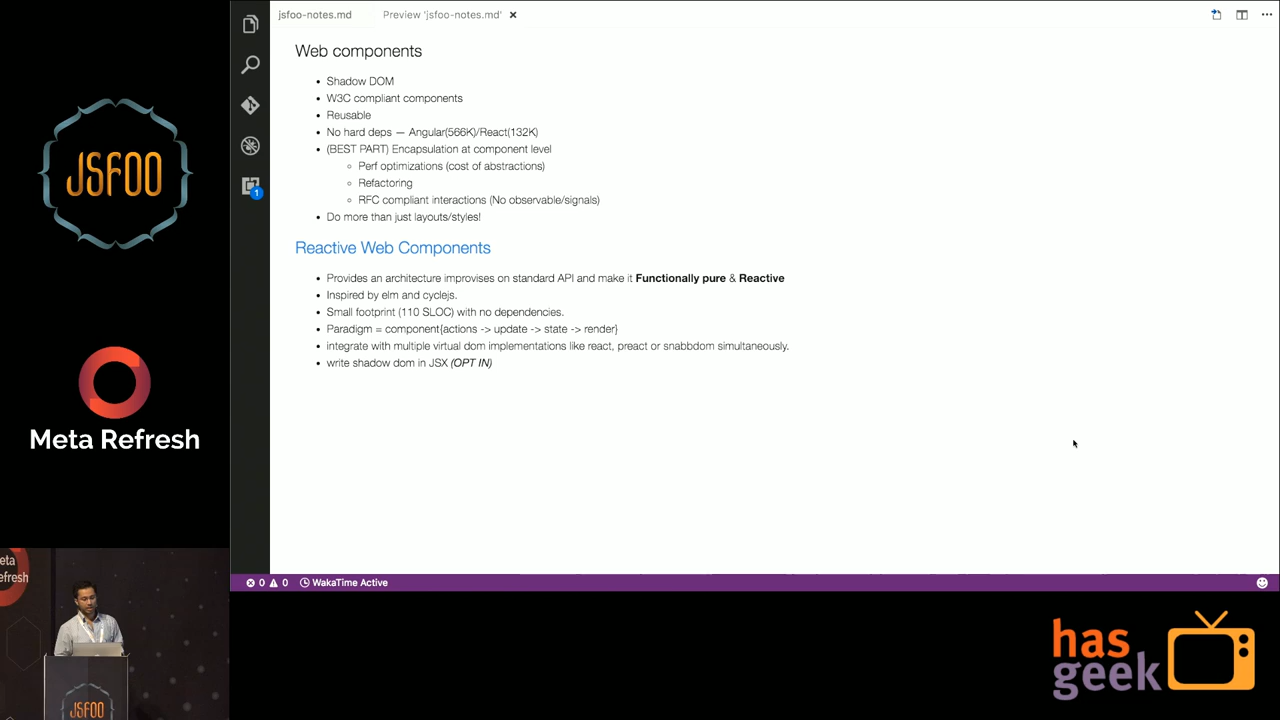 jsfoo-notes.md
Preview 'jsfoo-notes.md'
Web components
Shadow DOM
W3C compliant components
Reusable
No hard deps — Angular(566K)/React(132K)
(BEST PART) Encapsulation at component level
Perf optimizations (cost of abstractions)
Refactoring
RFC compliant interactions (No observable/signals)
Do more than just layouts/styles!
Reactive Web Components
Provides an architecture improvises on standard API and make it Functionally pure & Reactive
Inspired by elm and cyclejs.
Small footprint (110 SLOC) with no dependencies.
Paradigm = component{actions -> update -> state -> render}
integrate with multiple virtual dom implementations like react, preact or snabbdom simultaneously.
write shadow dom in JSX (OPT IN)
1
0 0 WakaTime Active
JSFOO
Meta Refresh
eta
efresh
JSFOO
has
geek